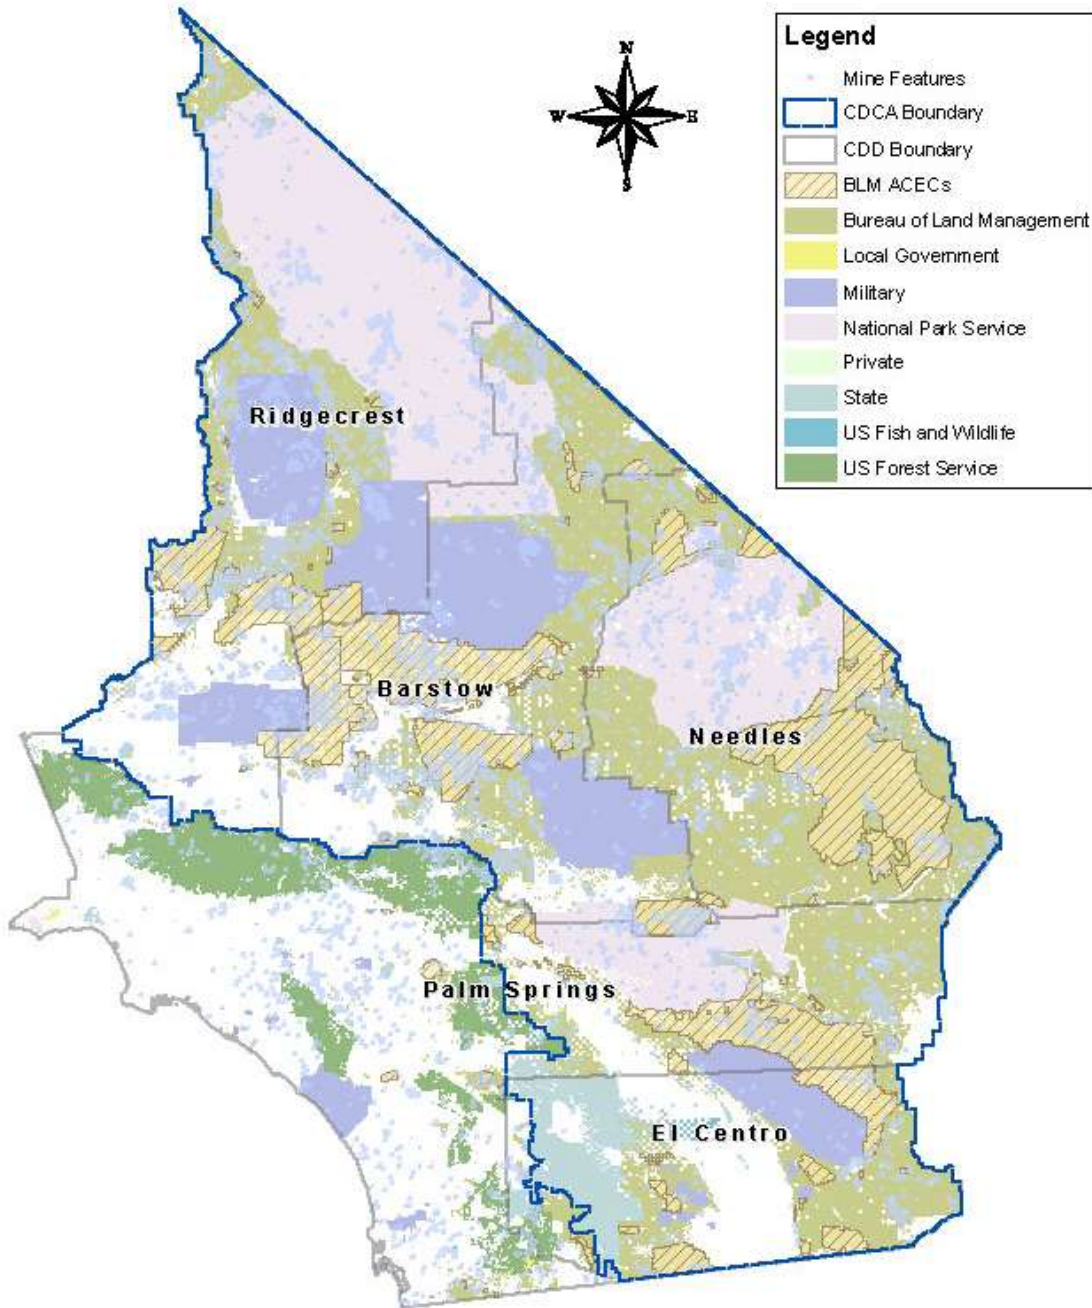 N
W E
S
Legend
Mine Features
CDCA Boundary
CDD Boundary
BLM ACECs
Bureau of Land Management
Local Government
Military
National Park Service
Private
State
US Fish and Wildlife
US Forest Service
Ridgecrest
Barstow
Needles
Palm Springs
El Centro